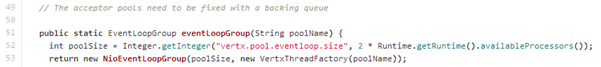 49 // The acceptor pools need to be fixed with a backing queue
50
51 public static EventLoopGroup eventLoopGroup(String poolName) {
52 int poolSize = Integer.getInteger("vertx.pool.eventloop.size", 2 * Runtime.getRuntime().availableProcessors());
53 return new NioEventLoopGroup(poolSize, new VertxThreadFactory(poolName));